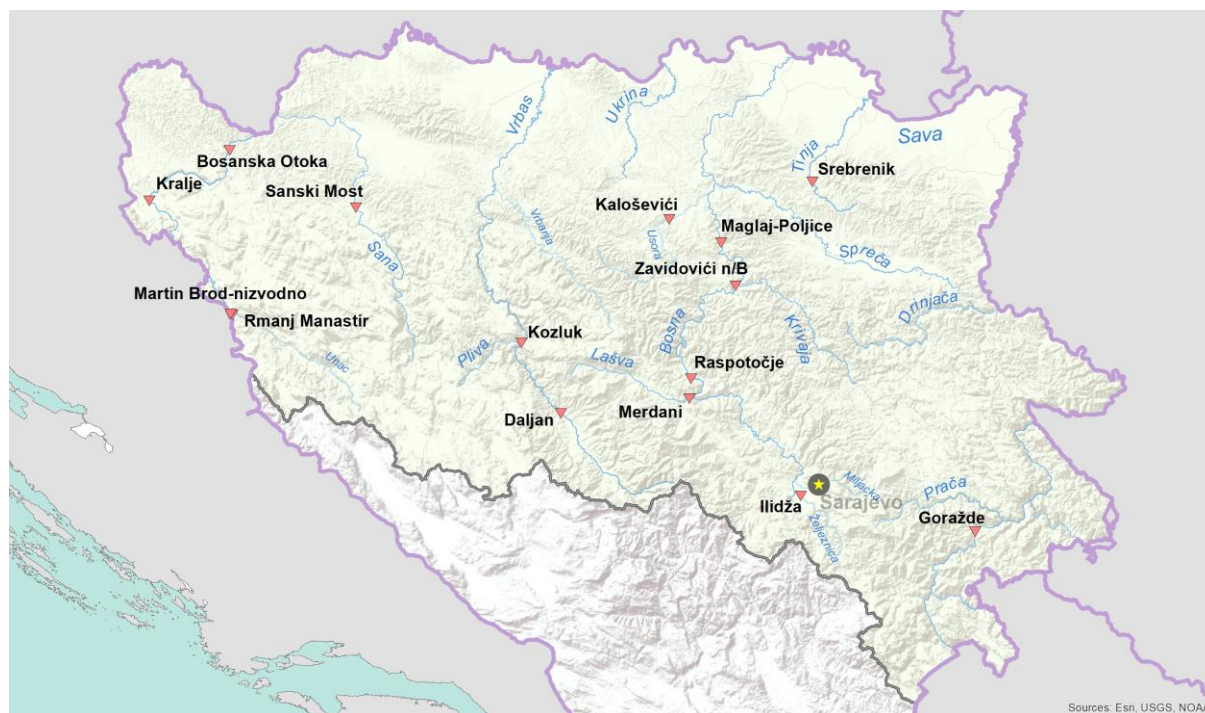 Vrbas
Ukrina
Sava
Tinja
Bosanska Otoka
Kralje
Sanski Most
Srebrenik
Kaloševići
Vrbanja
Usora
Maglaj-Poljice
Sana
Spreča
Zavidovići n/B
Martin Brod-nizvodno
Rmanj Manastir
Drinjača
Bosna
Krivaja
Kozluk
Pliva
Lašva
Unac
Raspotočje
Daljan
Merdani
Miljacka
Prača
Ilidža
Sarajevo
Željeznica
Goražde
Sources: Esri, USGS, NOAA